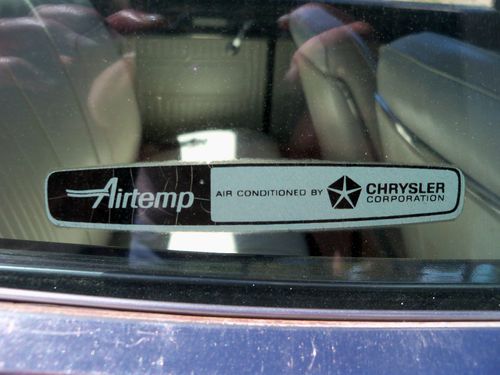 Airtemp
AIR CONDITIONED BY
CHRYSLER
CORPORATION